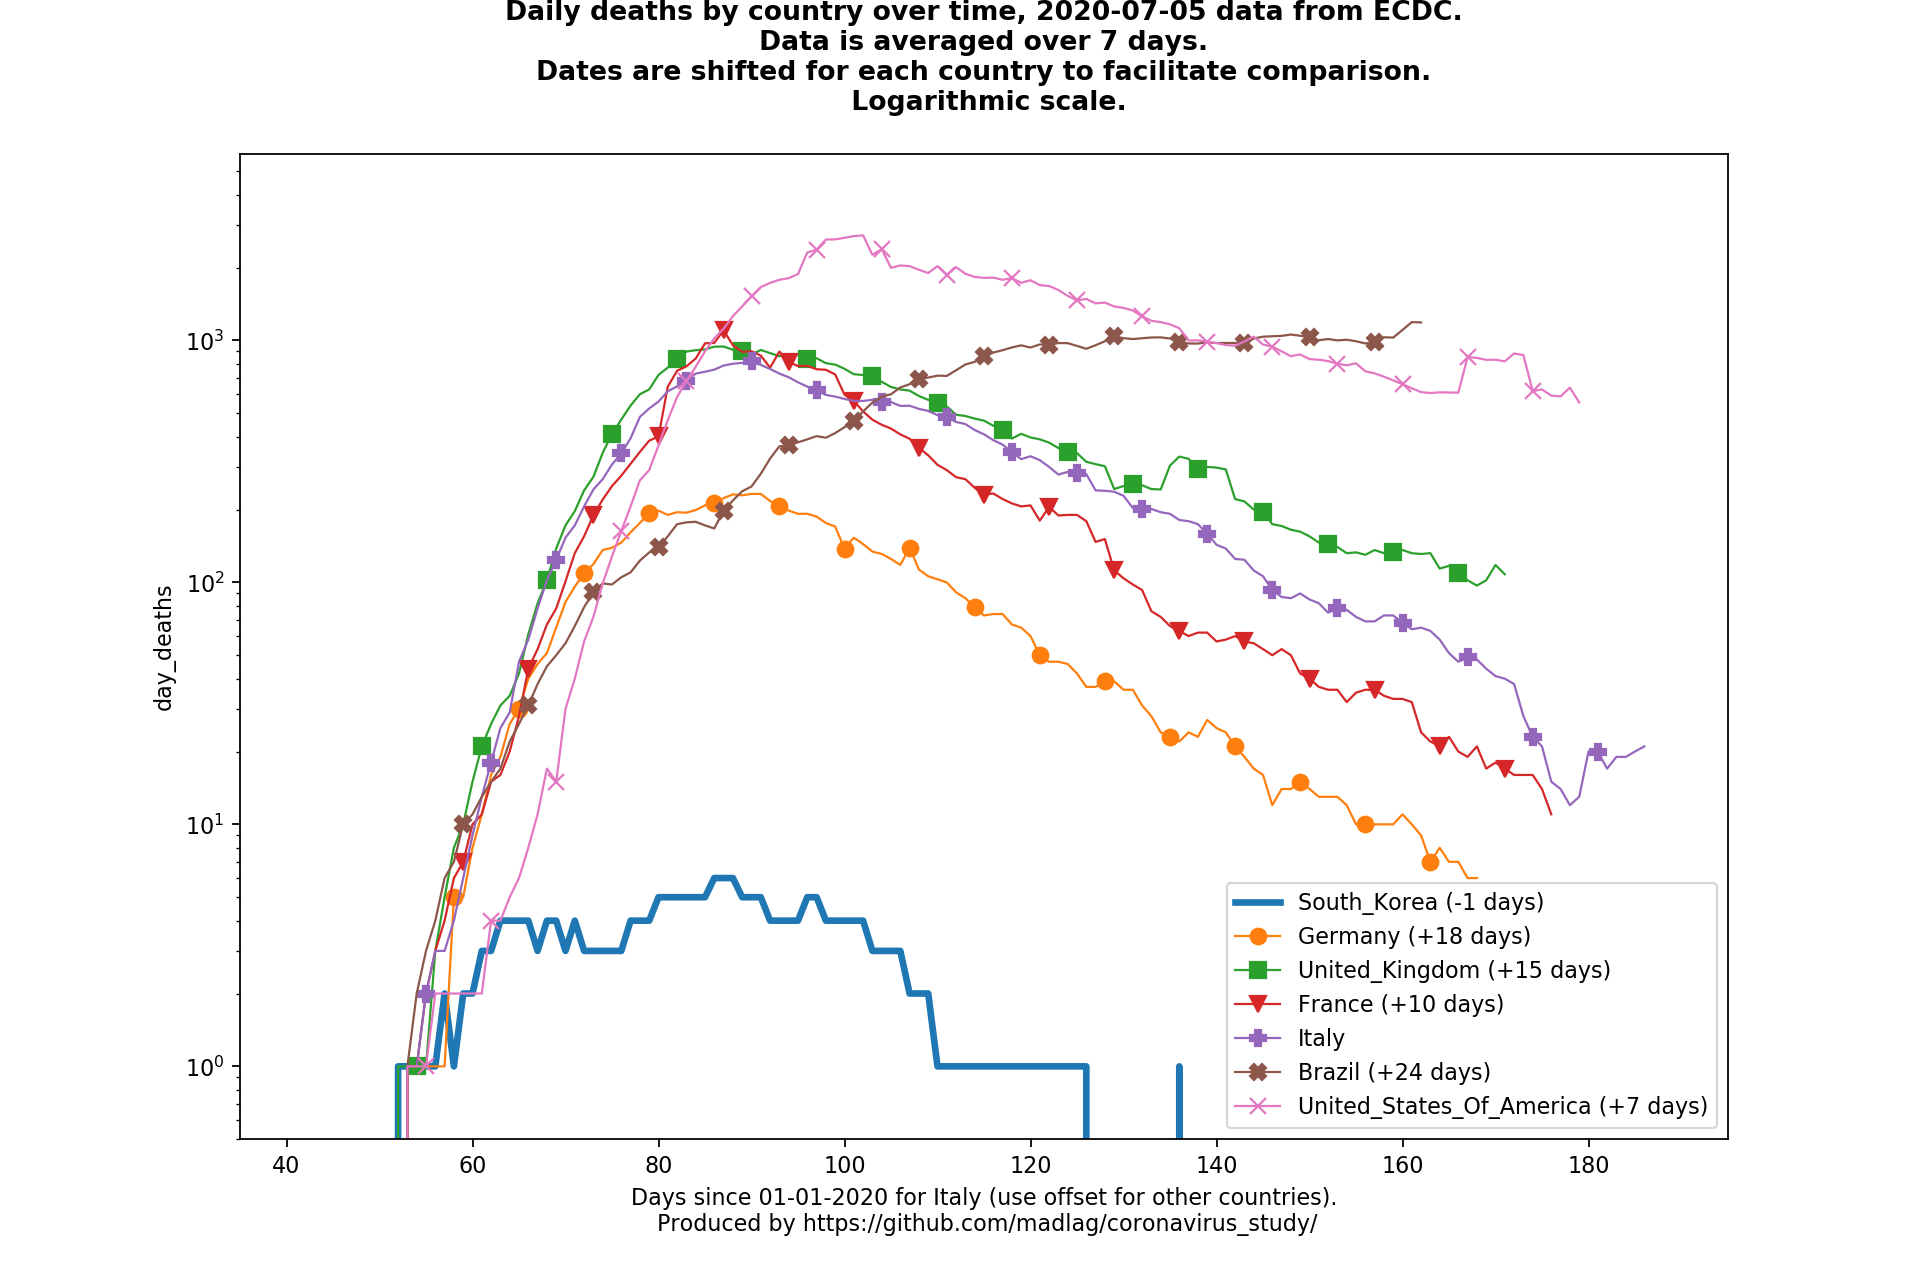 Daily deaths by country over time, 2020-07-05 data from ECDC.
Data is averaged over 7 days.
Dates are shifted for each country to facilitate comparison.
Logarithmic scale.
day_deaths
10³
10²
10¹
10⁰
South_Korea (-1 days)
Germany (+18 days)
United_Kingdom (+15 days)
France (+10 days)
Italy
Brazil (+24 days)
United_States_Of_America (+7 days)
40 60 80 100 120 140 160 180
Days since 01-01-2020 for Italy (use offset for other countries).
Produced by https://github.com/madlag/coronavirus_study/